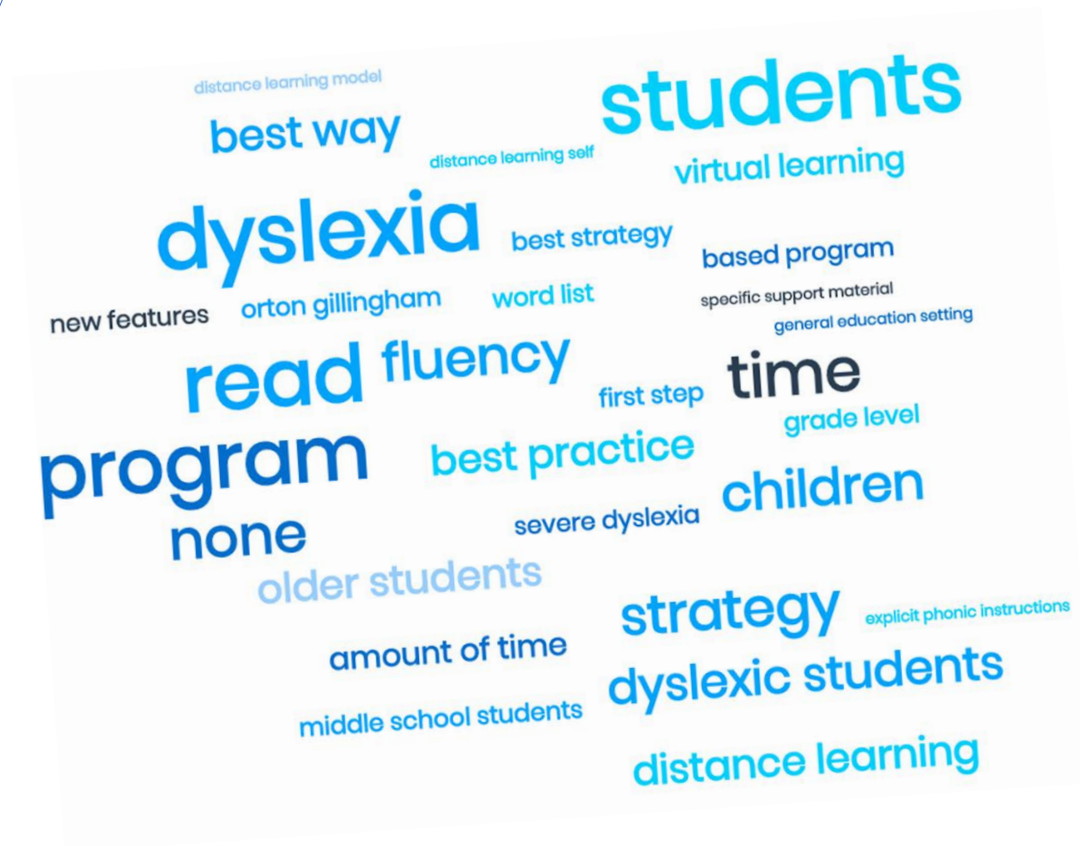 distance learning model
students
best way
distance learning self
virtual learning
dyslexia
best strategy
based program
new features
orton gillingham
word list
specific support material
general education setting
read
fluency
first step
time
grade level
program
best practice
children
none
severe dyslexia
older students
strategy
explicit phonic instructions
amount of time
dyslexic students
middle school students
distance learning